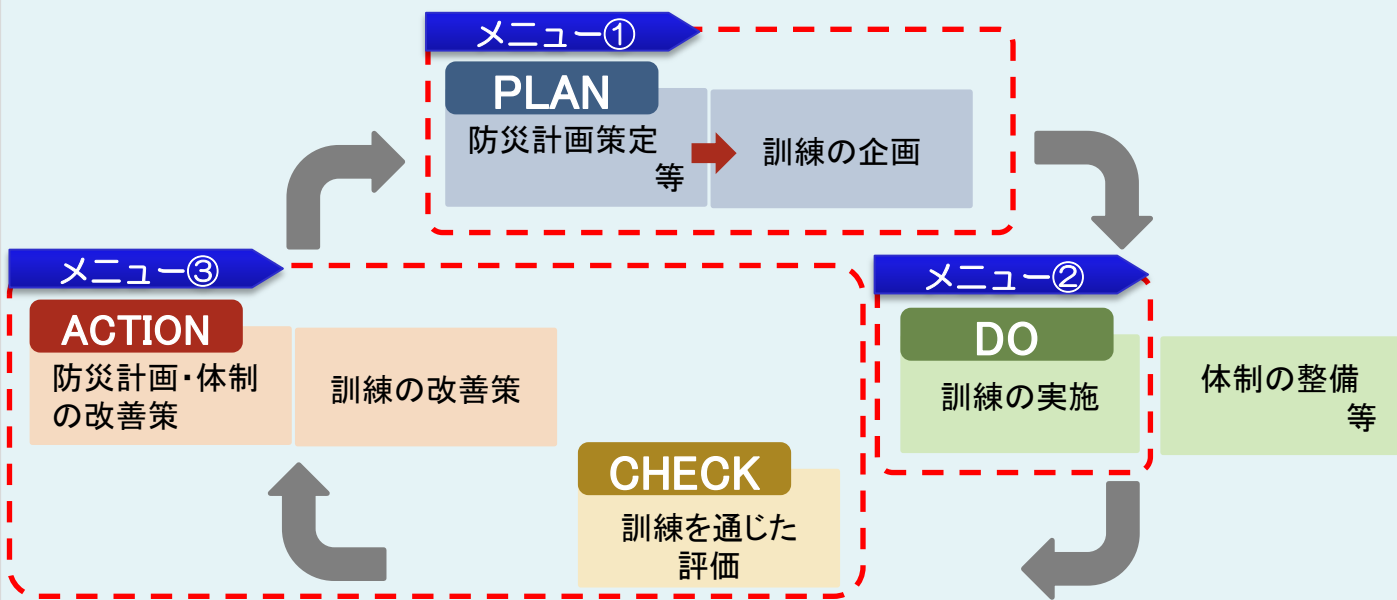 メニュー①
PLAN
防災計画策定
等
訓練の企画
メニュー③
ACTION
防災計画・体制
の改善策
訓練の改善策
メニュー②
DO
訓練の実施
体制の整備
等
CHECK
訓練を通じた
評価